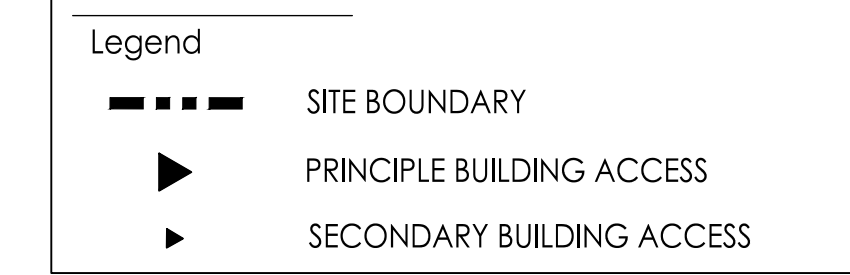 Legend
SITE BOUNDARY
PRINCIPLE BUILDING ACCESS
SECONDARY BUILDING ACCESS